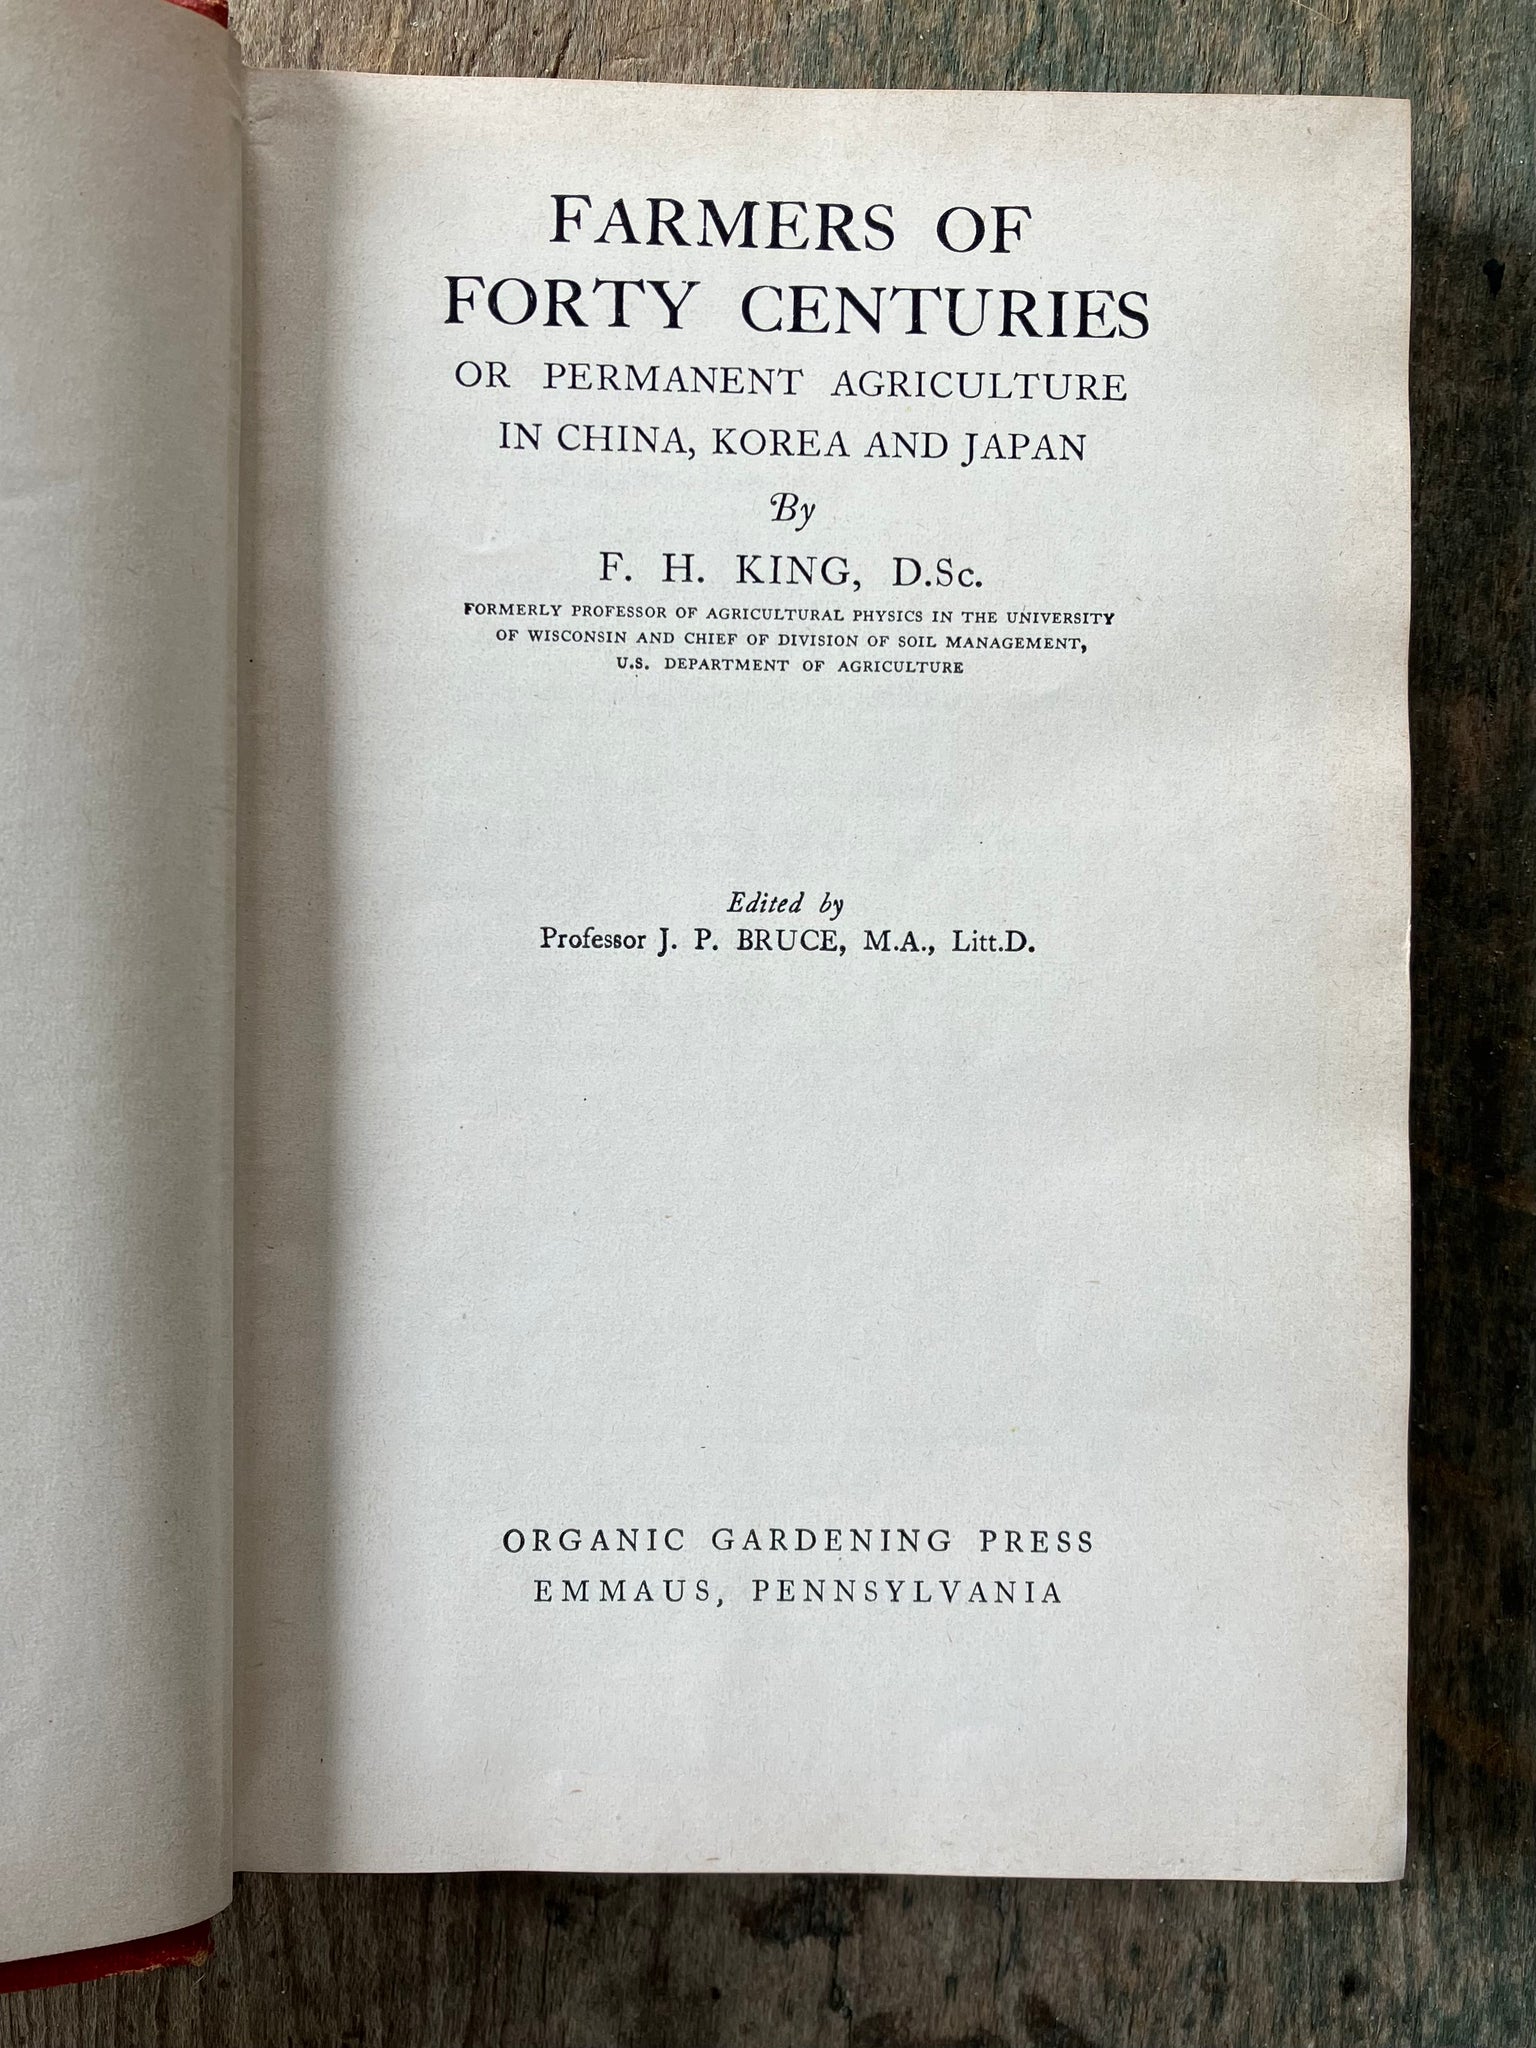 FARMERS OF
FORTY CENTURIES
OR PERMANENT AGRICULTURE
IN CHINA, KOREA AND JAPAN
By
F. H. KING, D.Sc.
FORMERLY PROFESSOR OF AGRICULTURAL PHYSICS IN THE UNIVERSITY
OF WISCONSIN AND CHIEF OF DIVISION OF SOIL MANAGEMENT,
U.S. DEPARTMENT OF AGRICULTURE
Edited by
Professor J. P. BRUCE, M.A., Litt.D.
ORGANIC GARDENING PRESS
EMMAUS, PENNSYLVANIA